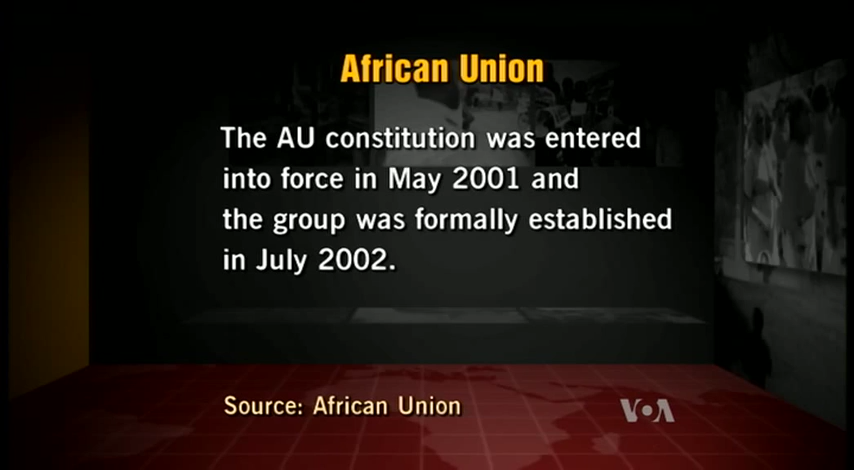 African Union
The AU constitution was entered
into force in May 2001 and
the group was formally established
in July 2002.
Source: African Union
VOA